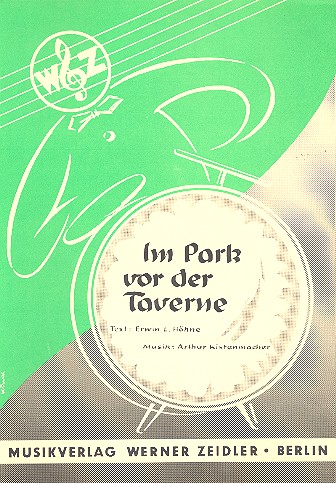 W Z
Im Park
vor der
Taverne
Text: Erwin L. Höhne
Musik: Arthur Kistenmacher
MUSIKVERLAG WERNER ZEIDLER • BERLIN